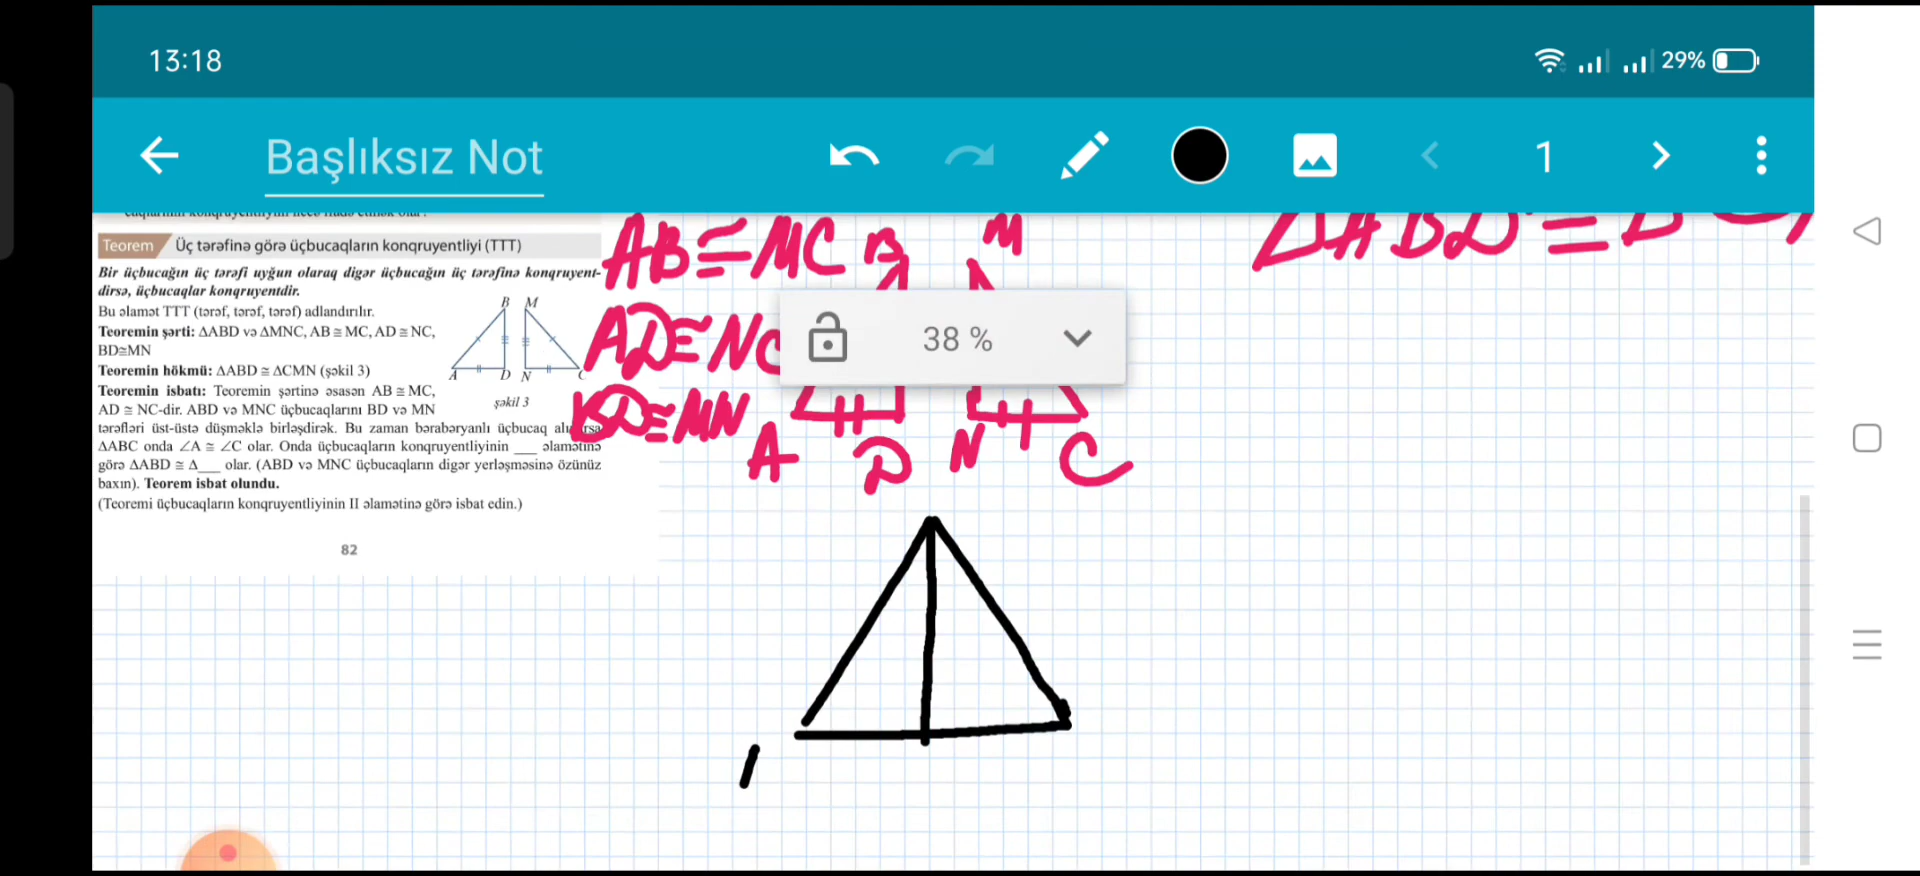 13:18
29%
Başlıksız Not
1
Teorem Üç tərəfinə görə üçbucaqların konqruyentliyi (TTT)
Bir üçbucağın üç tərəfi uyğun olaraq digər üçbucağın üç tərəfinə konqruyent-
dirsə, üçbucaqlar konqruyentdir.
Bu əlamət TTT (tərəf, tərəf, tərəf) adlandırılır.
Teoremin şərti: ΔABD və ΔMNC, AB ≅ MC, AD ≅ NC,
BD≅MN
Teoremin hökmü: ΔABD ≅ ΔCMN (şəkil 3)
Teoremin isbatı: Teoremin şərtinə əsasən AB ≅ MC,
AD ≅ NC-dir. ABD və MNC üçbucaqlarını BD və MN
tərəfləri üst-üstə düşməklə birləşdirək. Bu zaman bərabəryanlı üçbucaq
ΔABC onda ∠A ≅ ∠C olar. Onda üçbucaqların konqruyentliyinin ___ əlamətinə
görə ΔABD ≅ Δ___ olar. (ABD və MNC üçbucaqların digər yerləşməsinə özünüz
baxın). Teorem isbat olundu.
(Teoremi üçbucaqların konqruyentliyinin II əlamətinə görə isbat edin.)
B M
A D N C
şəkil 3
82
AB≅MC
AD≅NC
BD≅MN
B M
A D N C
38 %
ΔABD ≅